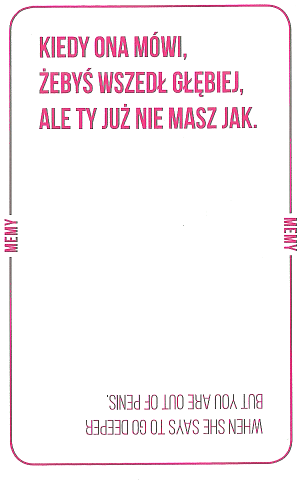 KIEDY ONA MÓWI,
ŻEBYŚ WSZEDŁ GŁĘBIEJ,
ALE TY JUŻ NIE MASZ JAK.
MEMY
MEMY
WHEN SHE SAYS TO GO DEEPER
BUT YOU ARE OUT OF PENIS.